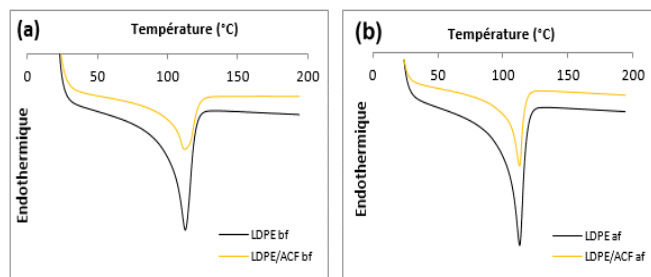 (a)
Température (°C)
0 50 100 150 200
Endothermique
LDPE bf
LDPE/ACF bf
(b)
Température (°C)
0 50 100 150 200
Endothermique
LDPE af
LDPE/ACF af